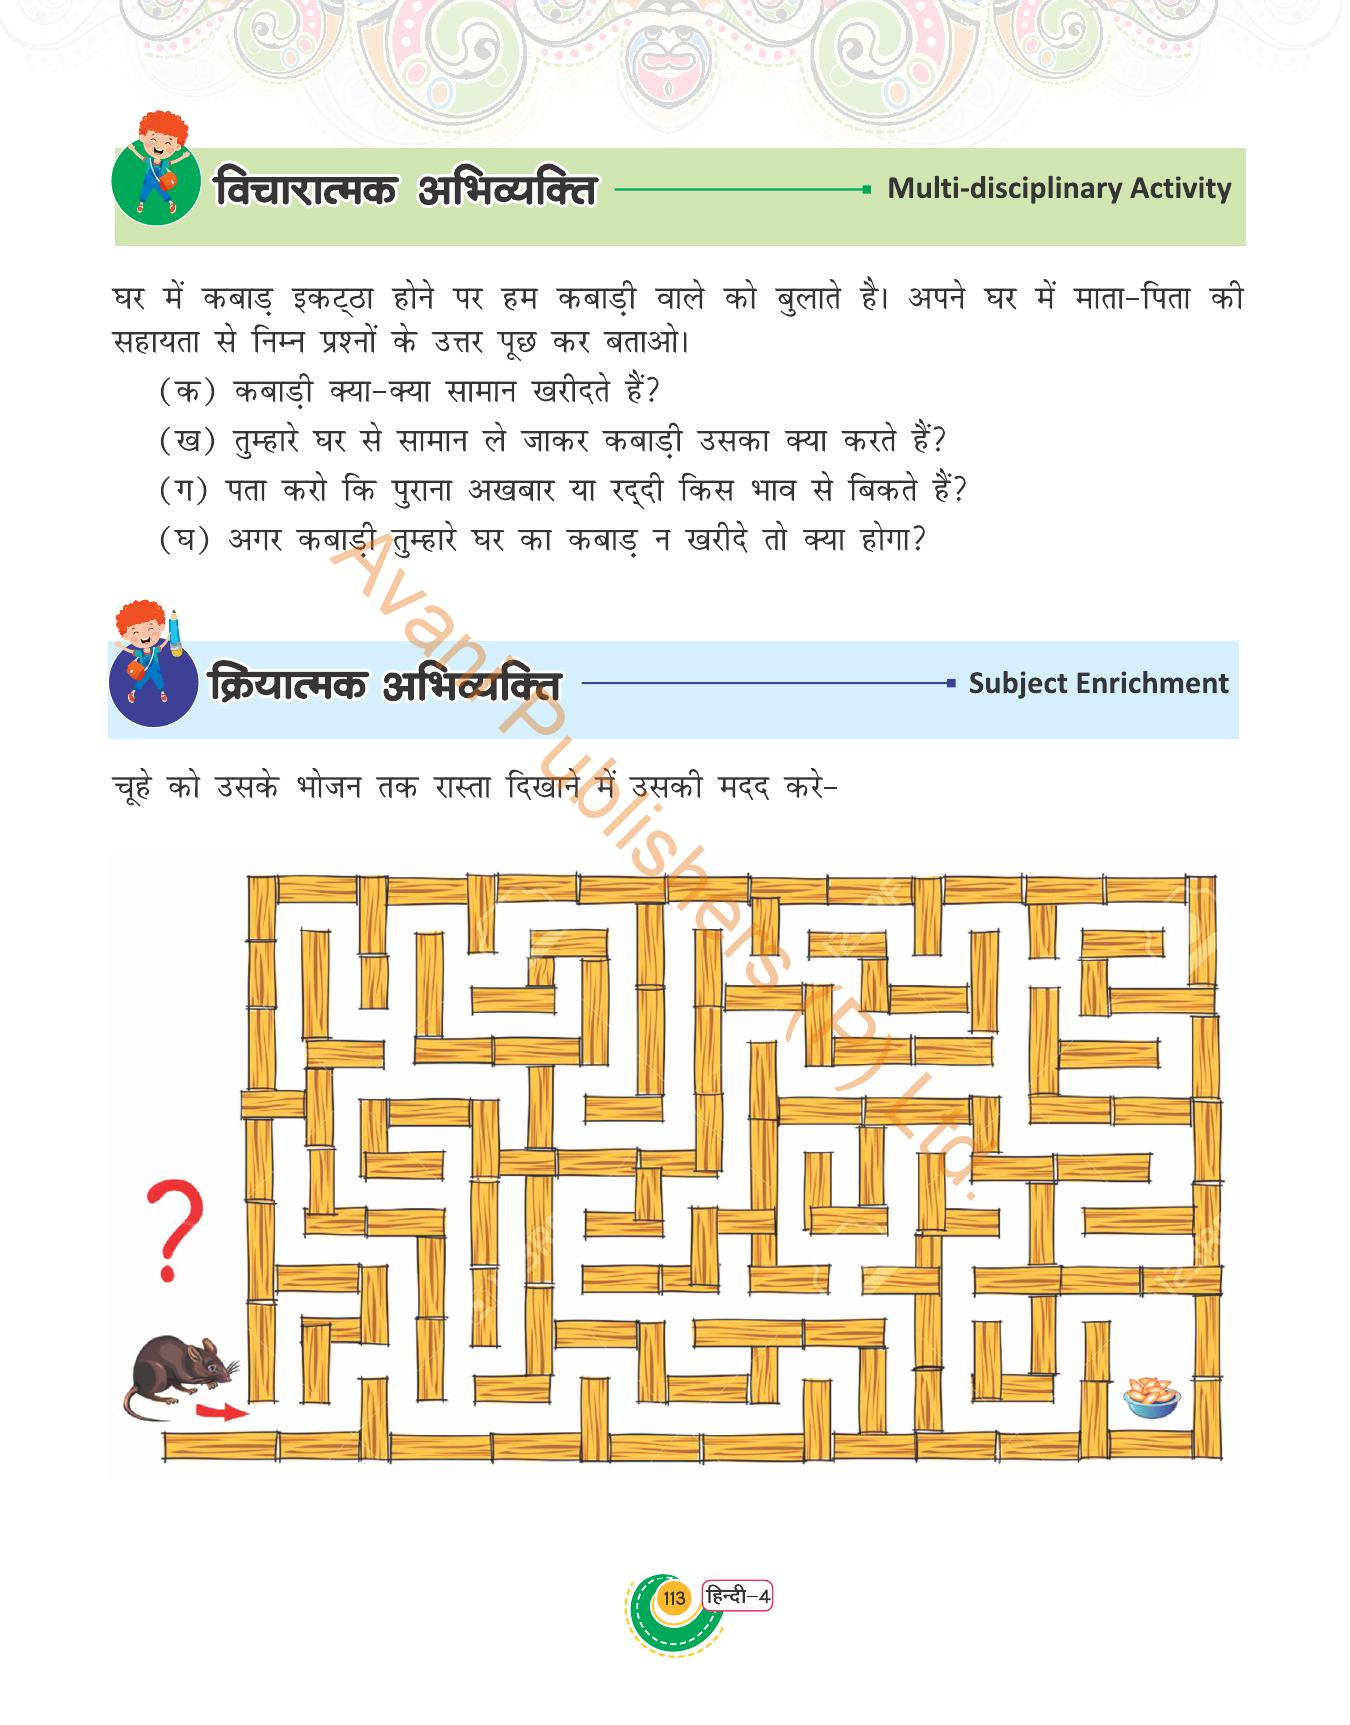 विचारात्मक अभिव्यक्ति Multi-disciplinary Activity
घर में कबाड़ इकट्ठा होने पर हम कबाड़ी वाले को बुलाते है। अपने घर में माता-पिता की
सहायता से निम्न प्रश्नों के उत्तर पूछ कर बताओ।
(क) कबाड़ी क्या-क्या सामान खरीदते हैं?
(ख) तुम्हारे घर से सामान ले जाकर कबाड़ी उसका क्या करते हैं?
(ग) पता करो कि पुराना अखबार या रद्दी किस भाव से बिकते हैं?
(घ) अगर कबाड़ी तुम्हारे घर का कबाड़ न खरीदे तो क्या होगा?
Avani Publishers (P) Ltd.
क्रियात्मक अभिव्यक्ति Subject Enrichment
चूहे को उसके भोजन तक रास्ता दिखाने में उसकी मदद करे-
?
113 हिन्दी-4